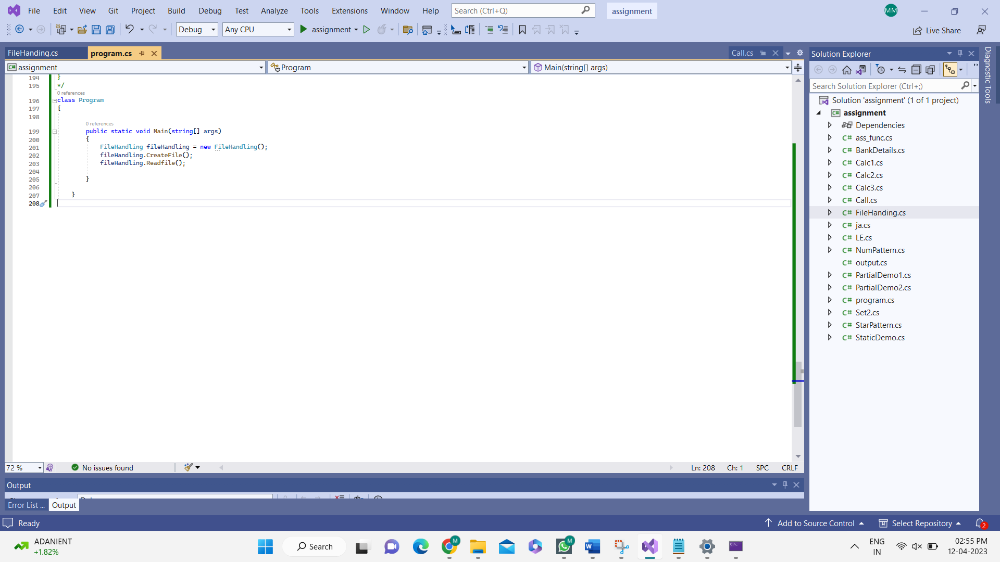 File Edit View Git Project Build Debug Test Analyze Tools Extensions Window Help Search (Ctrl+Q) assignment MM
Debug Any CPU assignment Live Share
FileHanding.cs program.cs Call.cs
assignment Program Main(string[] args)
194 }
195 */
0 references
196 class Program
197 {
198
0 references
199 public static void Main(string[] args)
200 {
201 FileHandling fileHandling = new FileHandling();
202 fileHandling.CreateFile();
203 fileHandling.Readfile();
204
205 }
206
207 }
208
72 % No issues found Ln: 208 Ch: 1 SPC CRLF
Output
Error List ... Output
Ready Add to Source Control Select Repository 2
Solution Explorer
Search Solution Explorer (Ctrl+;)
Solution 'assignment' (1 of 1 project)
C# assignment
Dependencies
C# ass_func.cs
C# BankDetails.cs
C# Calc1.cs
C# Calc2.cs
C# Calc3.cs
C# Call.cs
C# FileHanding.cs
C# ja.cs
C# LE.cs
C# NumPattern.cs
C# output.cs
C# PartialDemo1.cs
C# PartialDemo2.cs
C# program.cs
C# Set2.cs
C# StarPattern.cs
C# StaticDemo.cs
Diagnostic Tools
ADANIENT
+1.82%
Search
ENG
IN
02:55 PM
12-04-2023